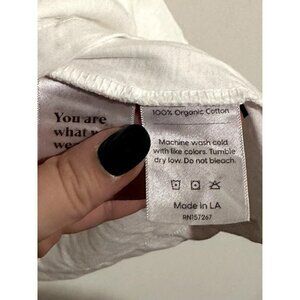 You are
what
100% Organic Cotton
Machine wash cold
with like colors. Tumble
dry low. Do not bleach.
Made in LA
RN157267